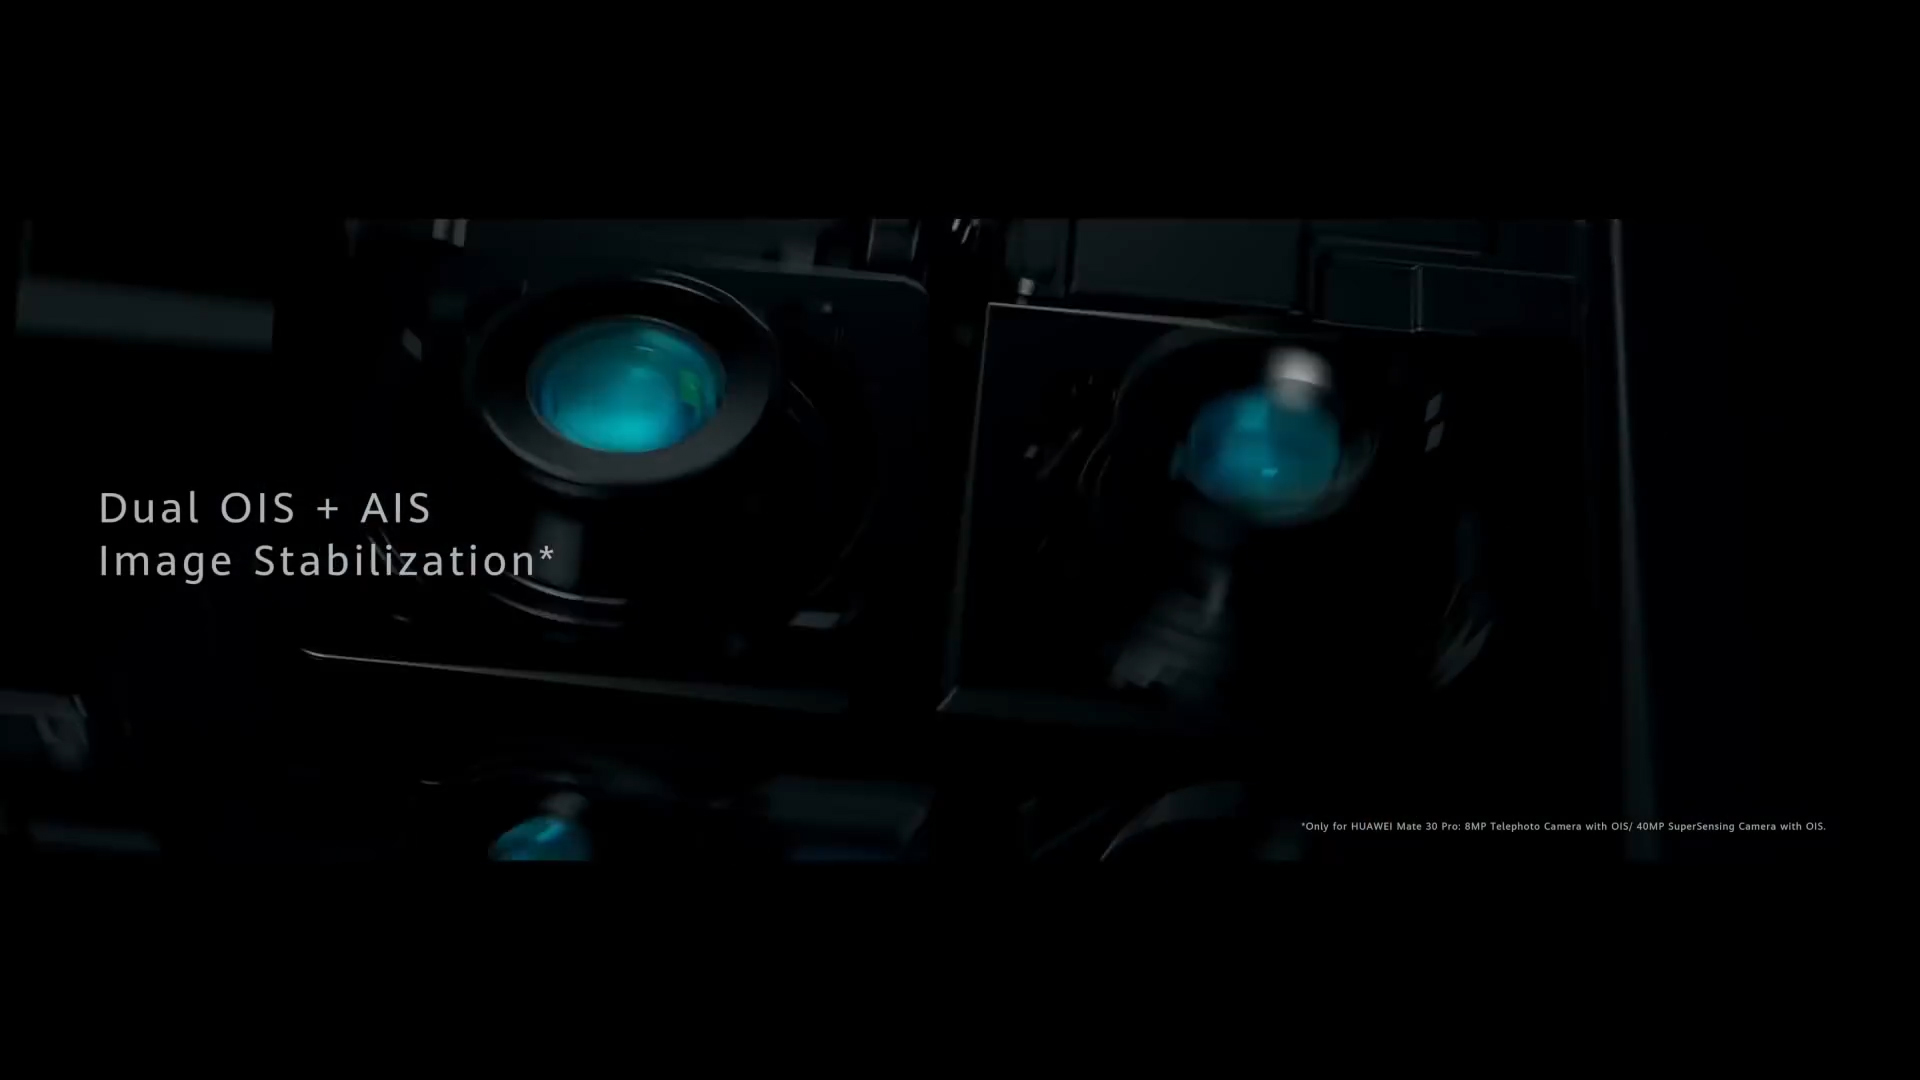 Dual OIS + AIS
Image Stabilization*
*Only for HUAWEI Mate 30 Pro: 8MP Telephoto Camera with OIS/ 40MP SuperSensing Camera with OIS.